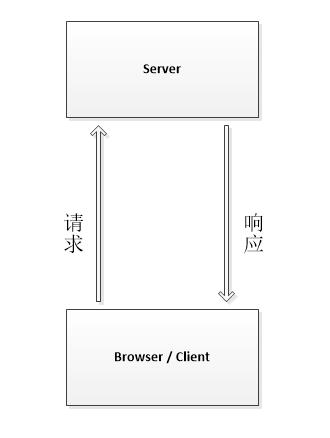 Server
请求
响应
Browser / Client